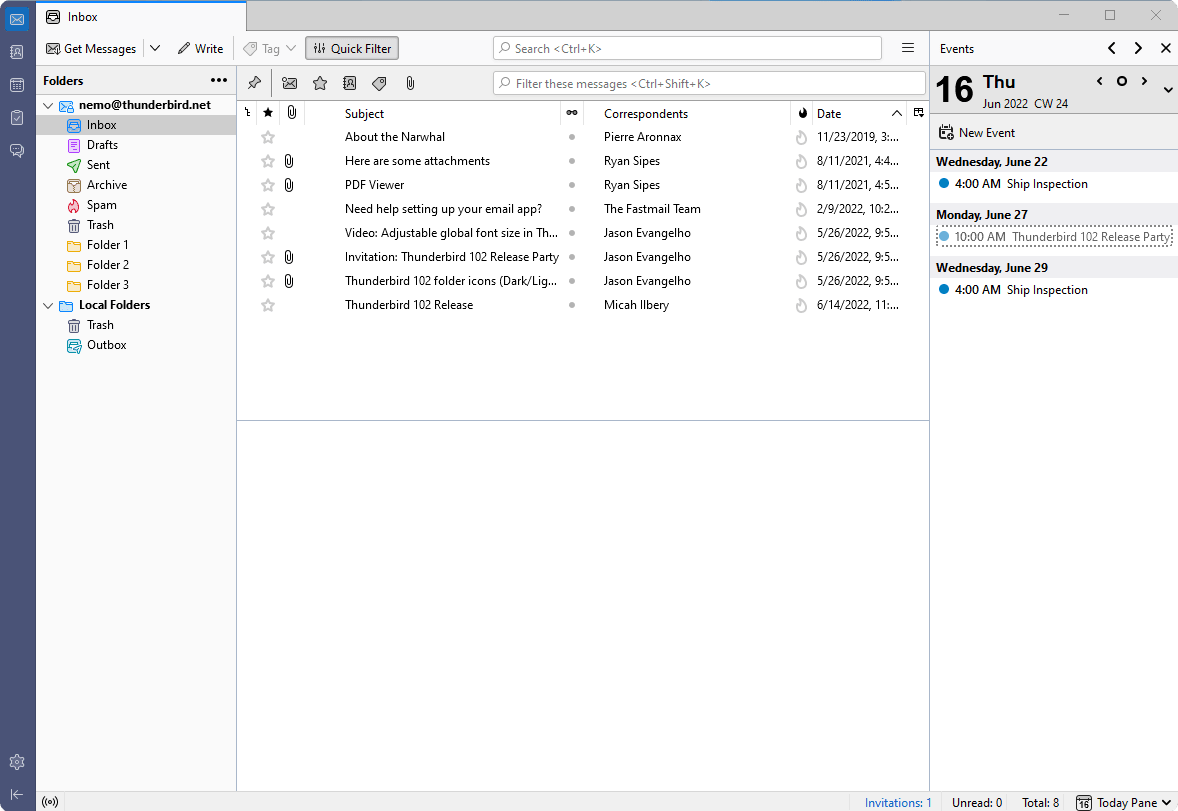 Inbox
Get Messages Write Tag Quick Filter Search <Ctrl+K>
Folders •••
nemo@thunderbird.net
Inbox
Drafts
Sent
Archive
Spam
Trash
Folder 1
Folder 2
Folder 3
Local Folders
Trash
Outbox
Filter these messages <Ctrl+Shift+K>
Subject Correspondents Date
About the Narwhal Pierre Aronnax 11/23/2019, 3:...
Here are some attachments Ryan Sipes 8/11/2021, 4:4...
PDF Viewer Ryan Sipes 8/11/2021, 4:5...
Need help setting up your email app? The Fastmail Team 2/9/2022, 10:2...
Video: Adjustable global font size in Th... Jason Evangelho 5/26/2022, 9:5...
Invitation: Thunderbird 102 Release Party Jason Evangelho 5/26/2022, 9:5...
Thunderbird 102 folder icons (Dark/Lig... Jason Evangelho 5/26/2022, 9:5...
Thunderbird 102 Release Micah Ilbery 6/14/2022, 11:...
Events
16 Thu
Jun 2022 CW 24
New Event
Wednesday, June 22
4:00 AM Ship Inspection
Monday, June 27
10:00 AM Thunderbird 102 Release Party
Wednesday, June 29
4:00 AM Ship Inspection
Invitations: 1 Unread: 0 Total: 8 16 Today Pane